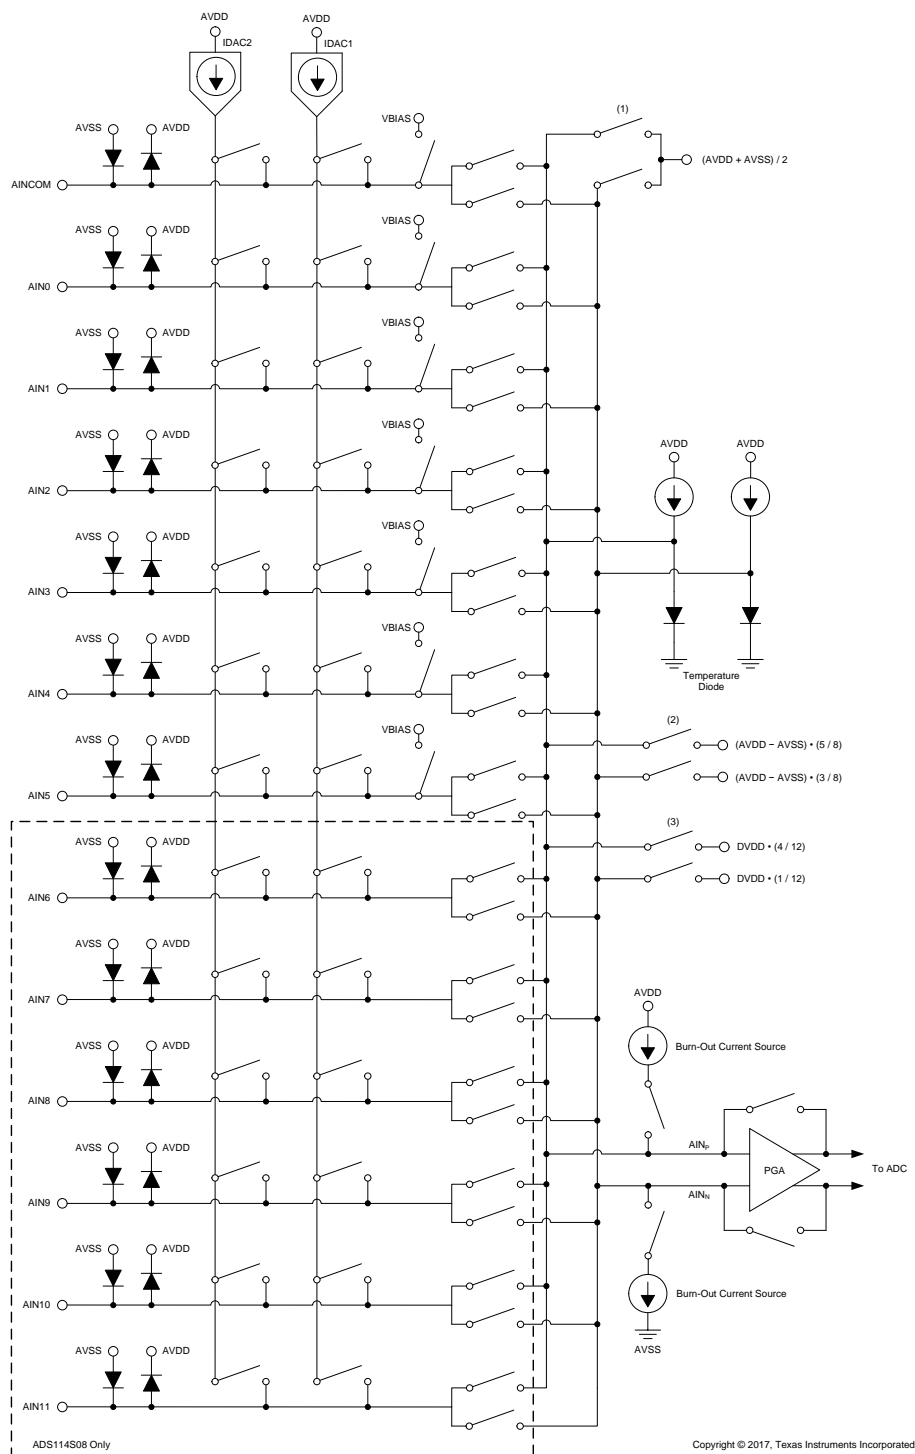 AVDD
AVDD
IDAC2
IDAC1
(1)
VBIAS
AVSS
AVDD
(AVDD + AVSS) / 2
AINCOM
VBIAS
AVSS
AVDD
AIN0
VBIAS
AVSS
AVDD
AIN1
VBIAS
AVSS
AVDD
AVDD
AVDD
AIN2
VBIAS
AVSS
AVDD
AIN3
VBIAS
AVSS
AVDD
Temperature
Diode
AIN4
(2)
VBIAS
AVSS
AVDD
(AVDD − AVSS) • (5 / 8)
(AVDD − AVSS) • (3 / 8)
AIN5
(3)
AVSS
AVDD
DVDD • (4 / 12)
DVDD • (1 / 12)
AIN6
AVSS
AVDD
AVDD
AIN7
AVSS
AVDD
Burn-Out Current Source
AIN8
AVSS
AVDD
AINP
PGA
To ADC
AINN
AIN9
AVSS
AVDD
Burn-Out Current Source
AIN10
AVSS
AVSS
AVDD
AIN11
ADS114S08 Only
Copyright © 2017, Texas Instruments Incorporated